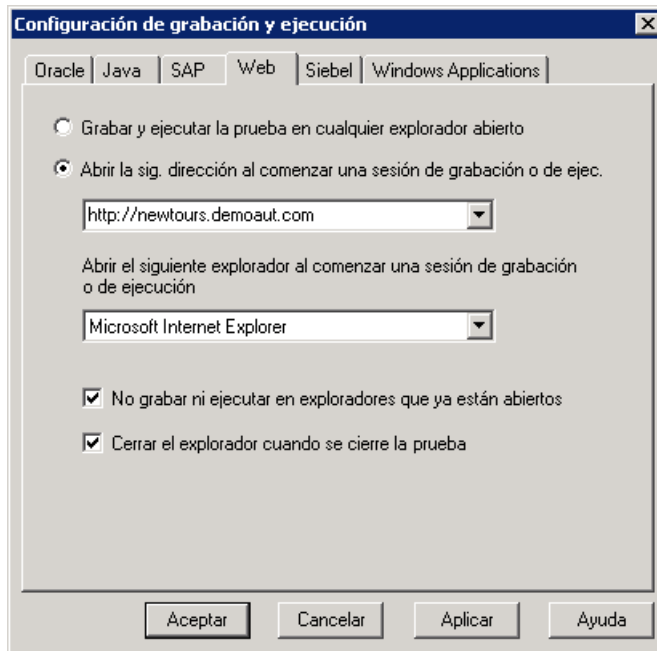 Configuración de grabación y ejecución
Oracle Java SAP Web Siebel Windows Applications
Grabar y ejecutar la prueba en cualquier explorador abierto
Abrir la sig. dirección al comenzar una sesión de grabación o de ejec.
http://newtours.demoaut.com
Abrir el siguiente explorador al comenzar una sesión de grabación
o de ejecución
Microsoft Internet Explorer
No grabar ni ejecutar en exploradores que ya están abiertos
Cerrar el explorador cuando se cierre la prueba
Aceptar Cancelar Aplicar Ayuda